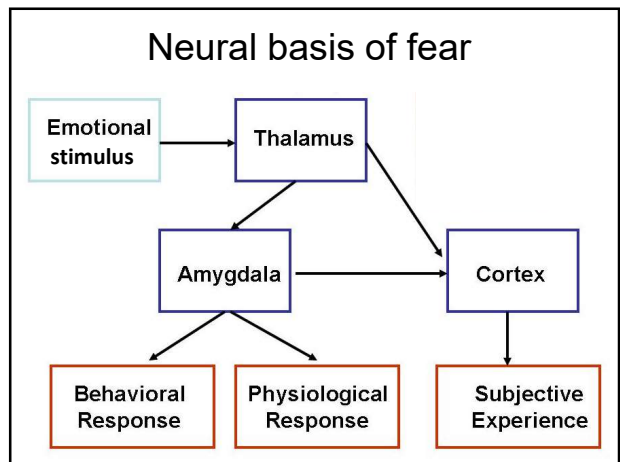 Neural basis of fear
Emotional
stimulus
Thalamus
Amygdala
Cortex
Behavioral
Response
Physiological
Response
Subjective
Experience